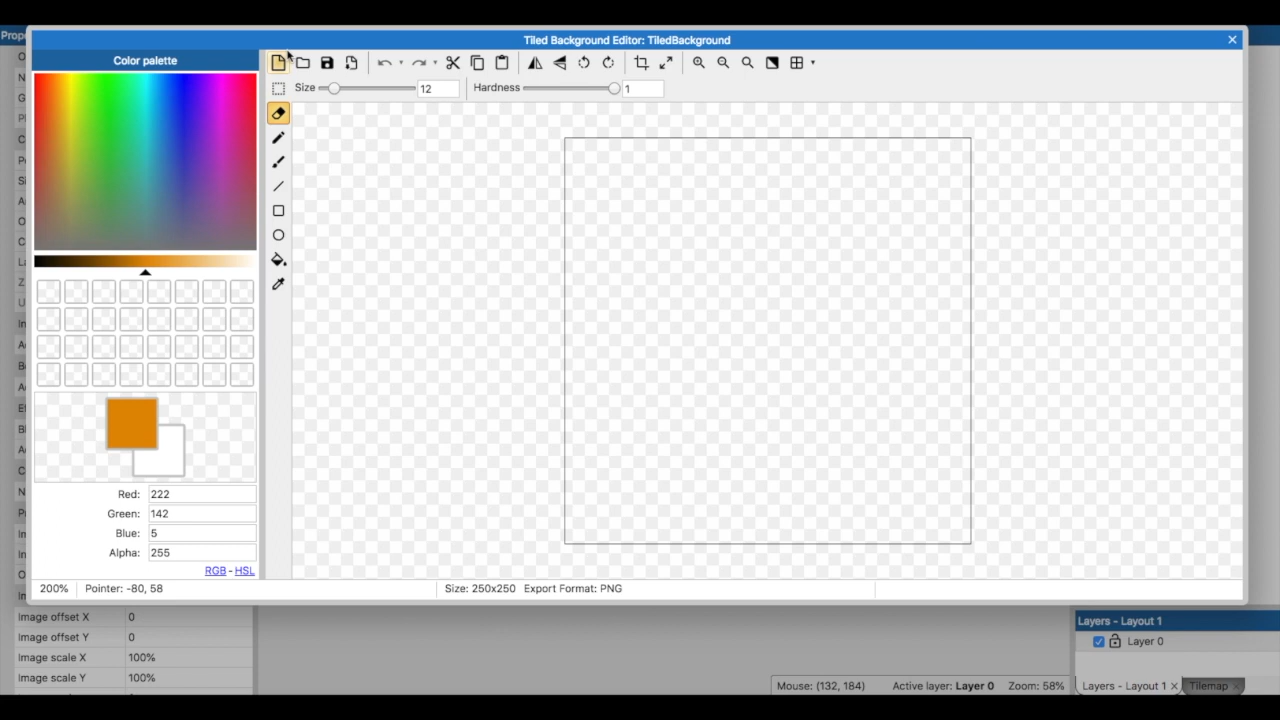 Prope
Tiled Background Editor: TiledBackground
Color palette
Size 12 Hardness 1
Red: 222
Green: 142
Blue: 5
Alpha: 255
RGB - HSL
200% Pointer: -80, 58 Size: 250x250 Export Format: PNG
Image offset X 0
Image offset Y 0
Image scale X 100%
Image scale Y 100%
Layers - Layout 1
Layer 0
Mouse: (132, 184) Active layer: Layer 0 Zoom: 58%
Layers - Layout 1 Tilemap